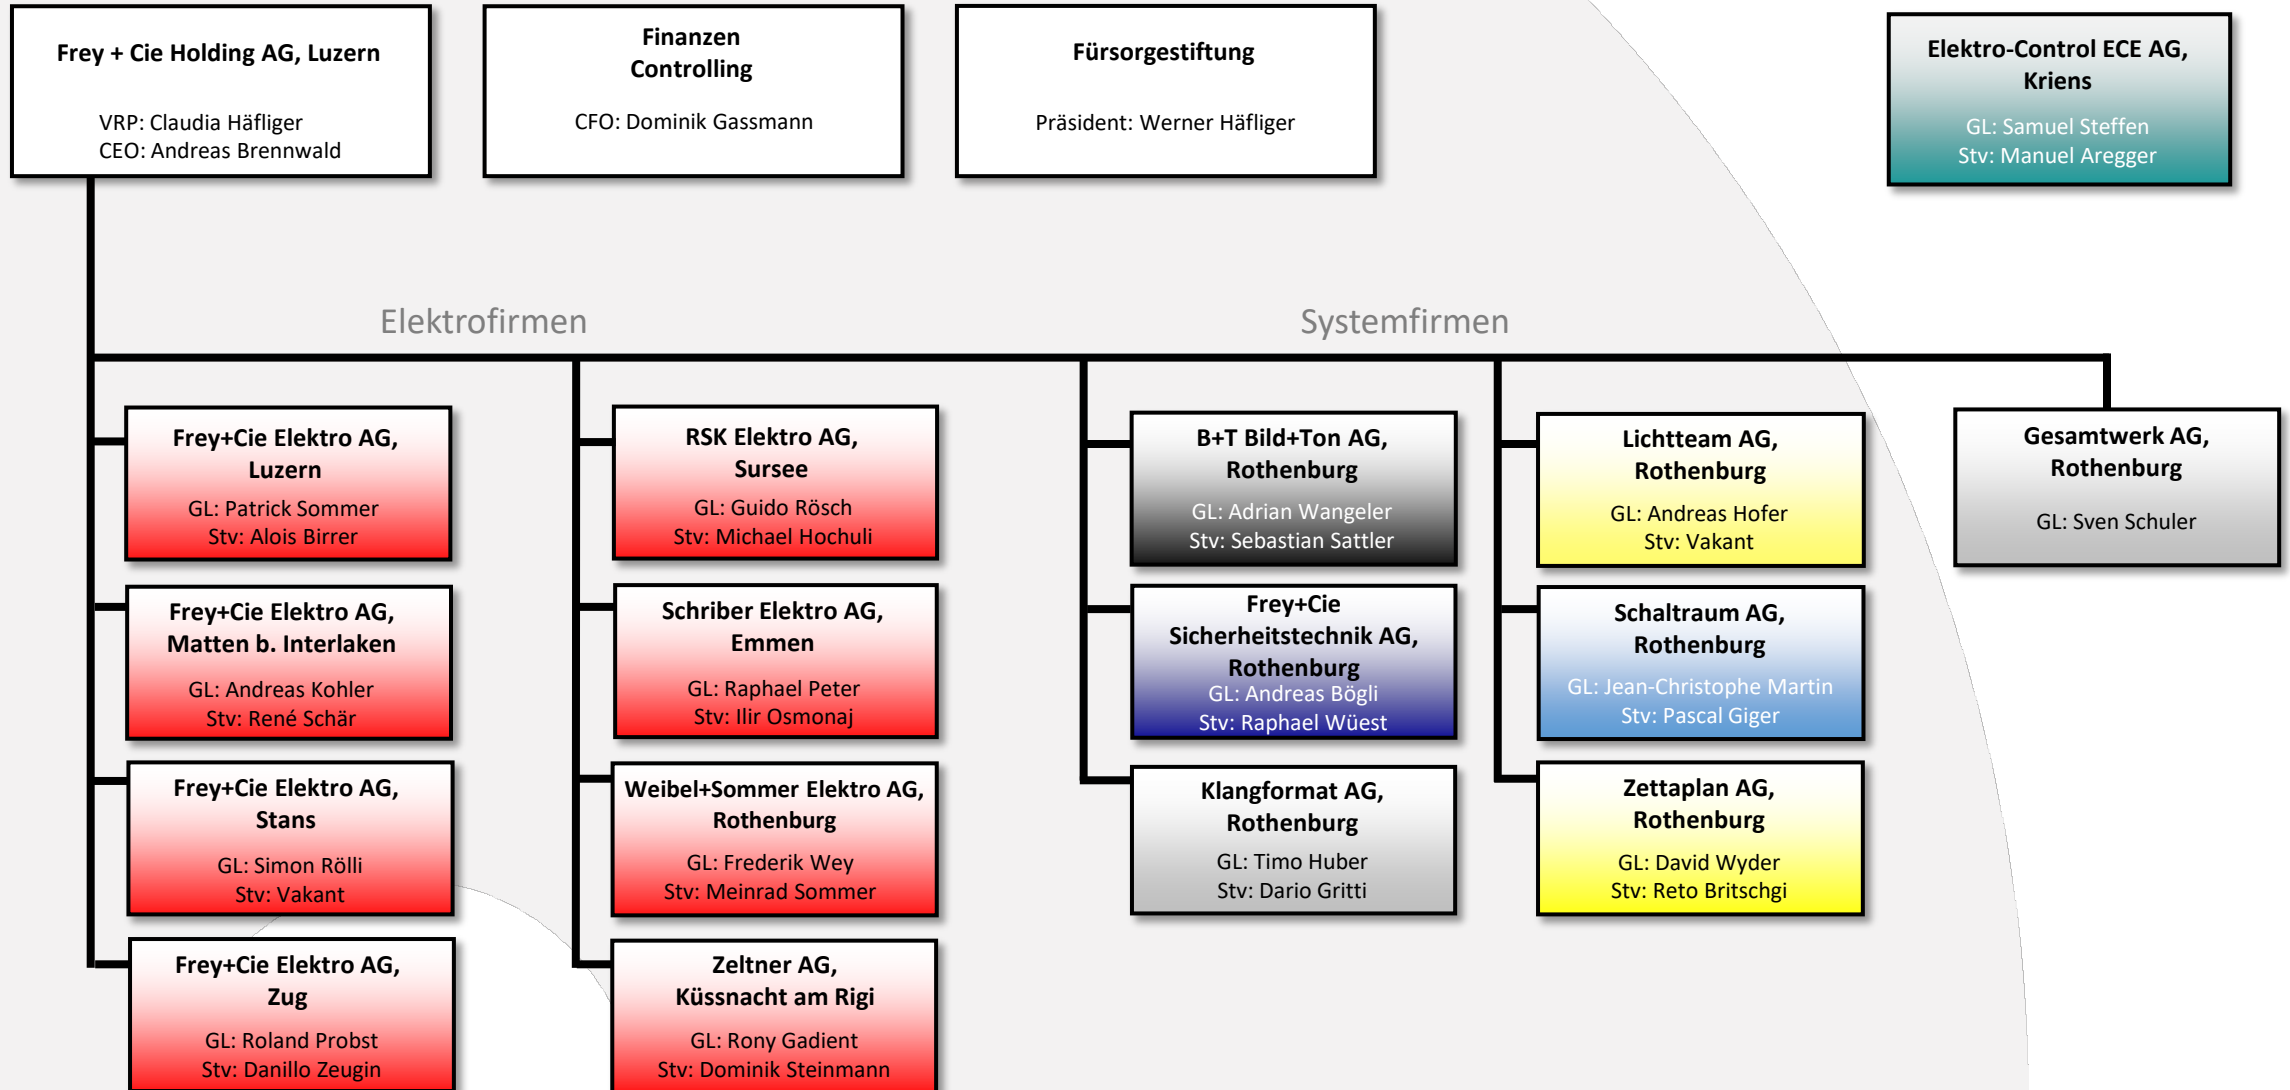 Frey + Cie Holding AG, Luzern
VRP: Claudia Häfliger
CEO: Andreas Brennwald
Finanzen
Controlling
CFO: Dominik Gassmann
Fürsorgestiftung
Präsident: Werner Häfliger
Elektro-Control ECE AG,
Kriens
GL: Samuel Steffen
Stv: Manuel Aregger
Elektrofirmen
Systemfirmen
Frey+Cie Elektro AG,
Luzern
GL: Patrick Sommer
Stv: Alois Birrer
Frey+Cie Elektro AG,
Matten b. Interlaken
GL: Andreas Kohler
Stv: René Schär
Frey+Cie Elektro AG,
Stans
GL: Simon Rölli
Stv: Vakant
Frey+Cie Elektro AG,
Zug
GL: Roland Probst
Stv: Danillo Zeugin
RSK Elektro AG,
Sursee
GL: Guido Rösch
Stv: Michael Hochuli
Schriber Elektro AG,
Emmen
GL: Raphael Peter
Stv: Ilir Osmonaj
Weibel+Sommer Elektro AG,
Rothenburg
GL: Frederik Wey
Stv: Meinrad Sommer
Zeltner AG,
Küssnacht am Rigi
GL: Rony Gadient
Stv: Dominik Steinmann
B+T Bild+Ton AG,
Rothenburg
GL: Adrian Wangeler
Stv: Sebastian Sattler
Frey+Cie
Sicherheitstechnik AG,
Rothenburg
GL: Andreas Bögli
Stv: Raphael Wüest
Klangformat AG,
Rothenburg
GL: Timo Huber
Stv: Dario Gritti
Lichtteam AG,
Rothenburg
GL: Andreas Hofer
Stv: Vakant
Schaltraum AG,
Rothenburg
GL: Jean-Christophe Martin
Stv: Pascal Giger
Zettaplan AG,
Rothenburg
GL: David Wyder
Stv: Reto Britschgi
Gesamtwerk AG,
Rothenburg
GL: Sven Schuler